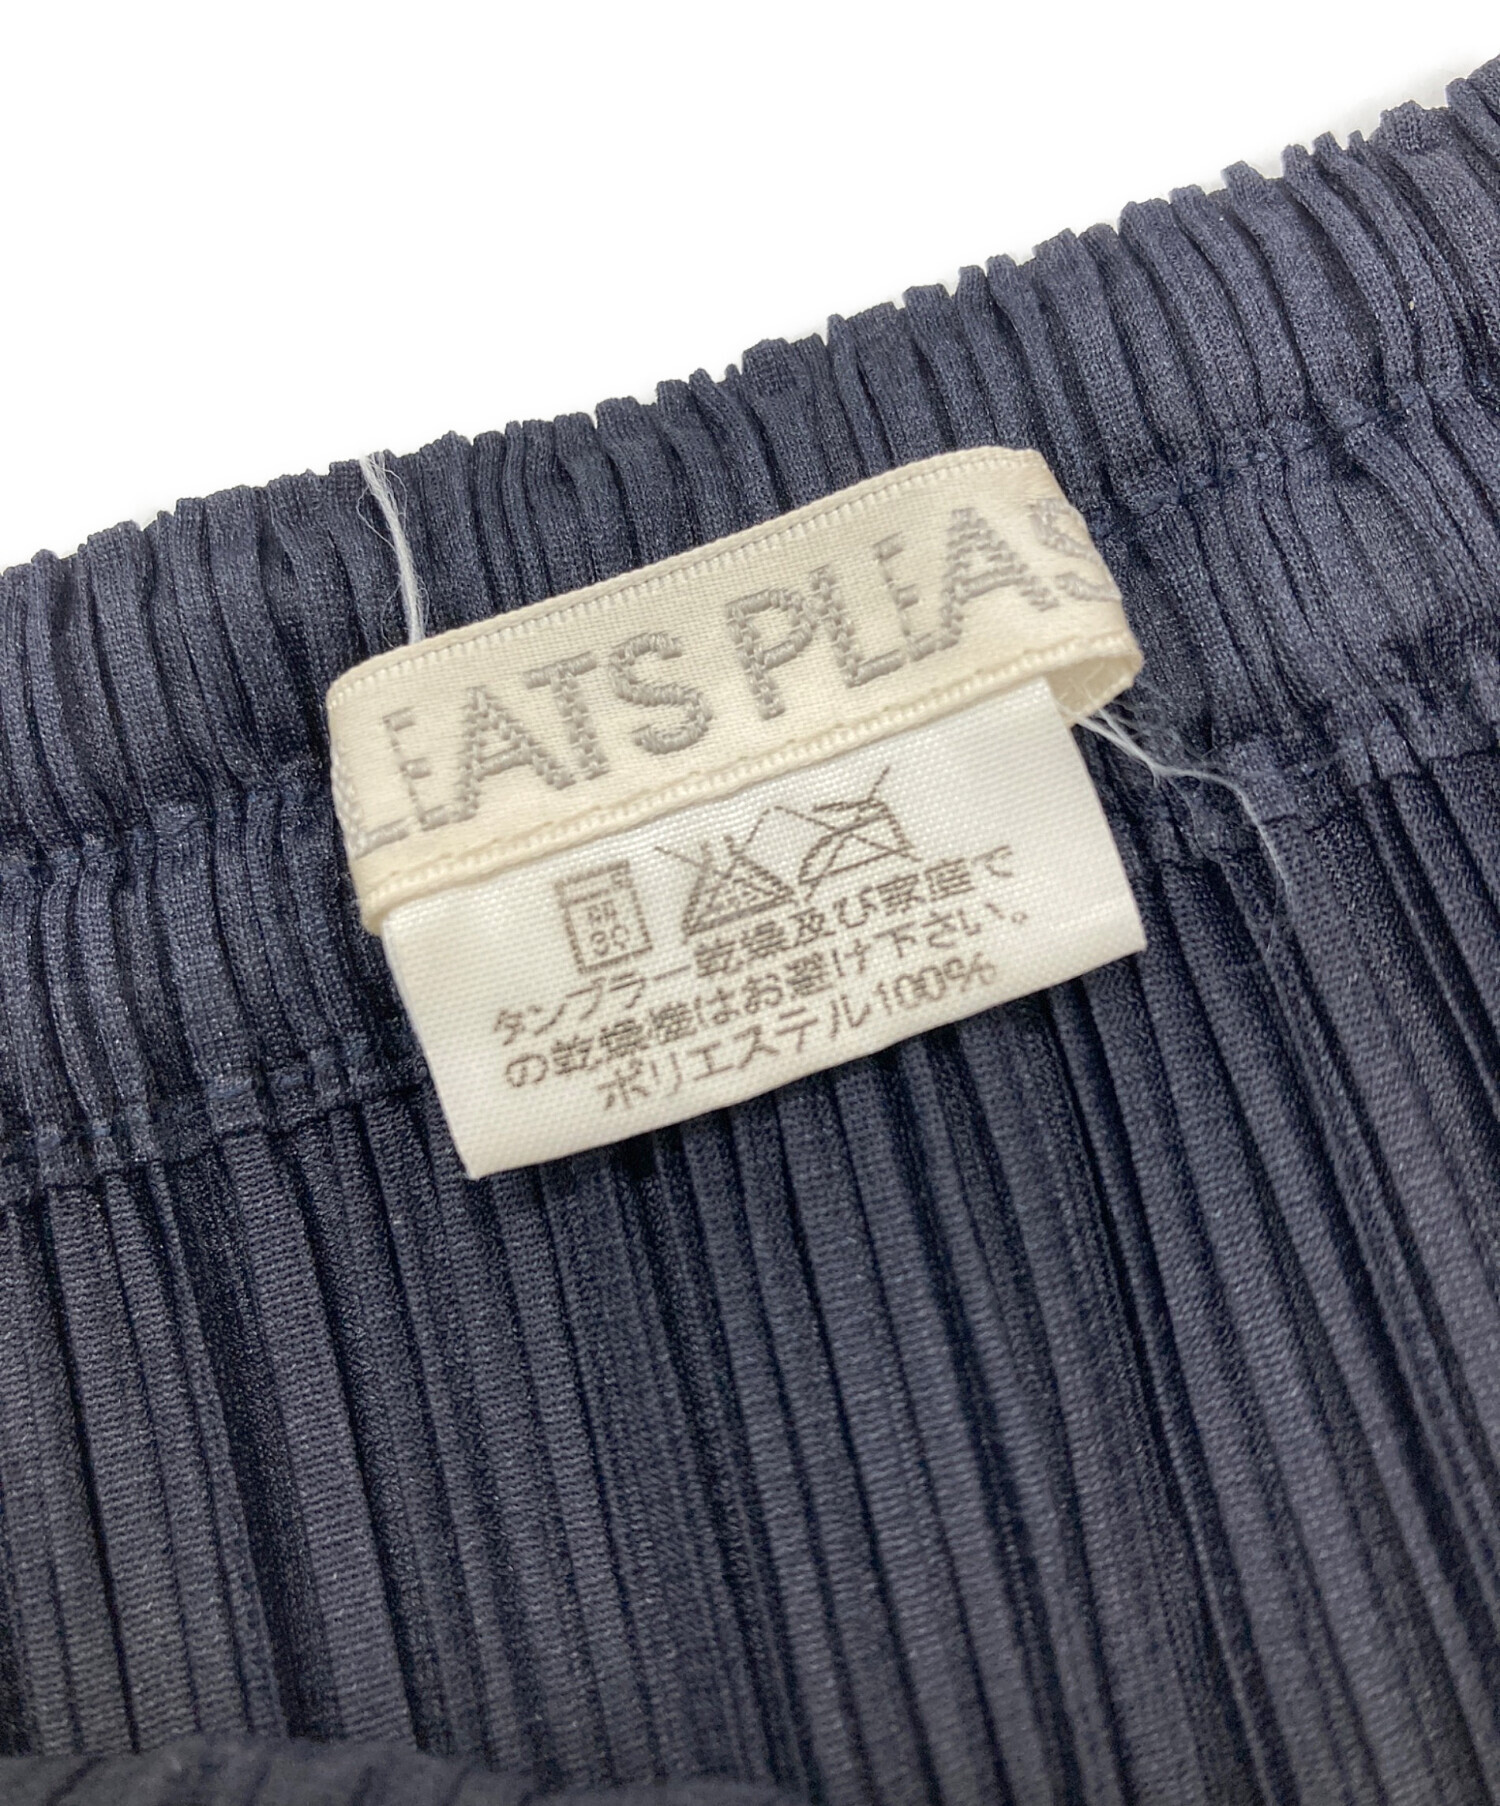 LEATS PLEAS
タンブラー乾燥及び家庭で
の乾燥機はお避け下さい。
ポリエステル100%